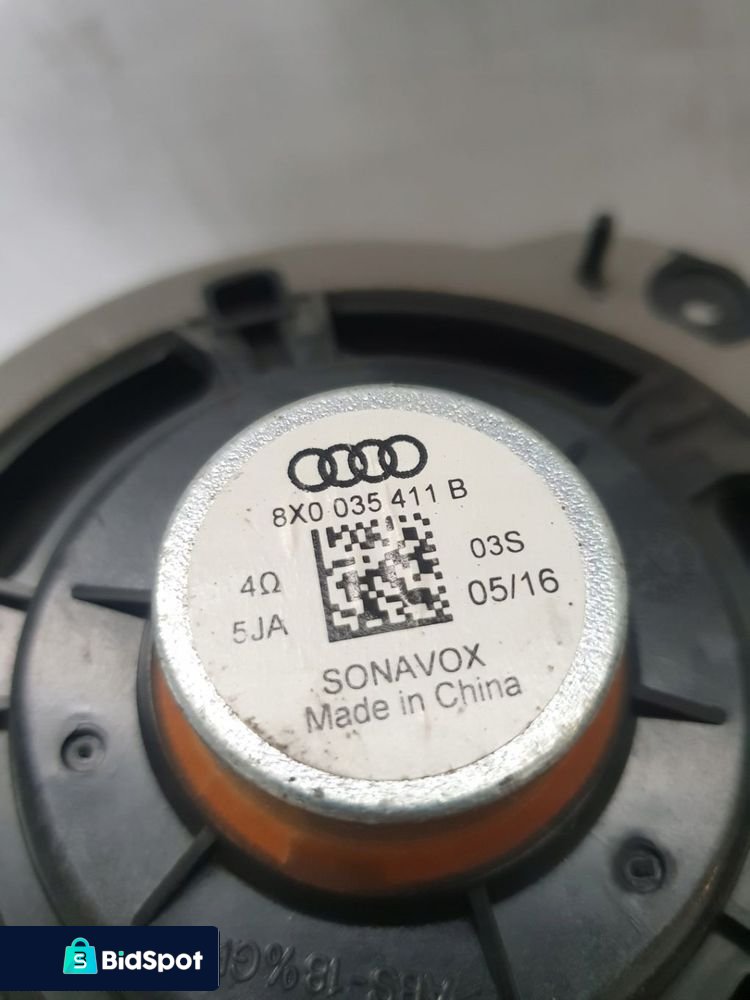 8X0 035 411 B
03S
4Ω
05/16
5JA
SONAVOX
Made in China
BidSpot